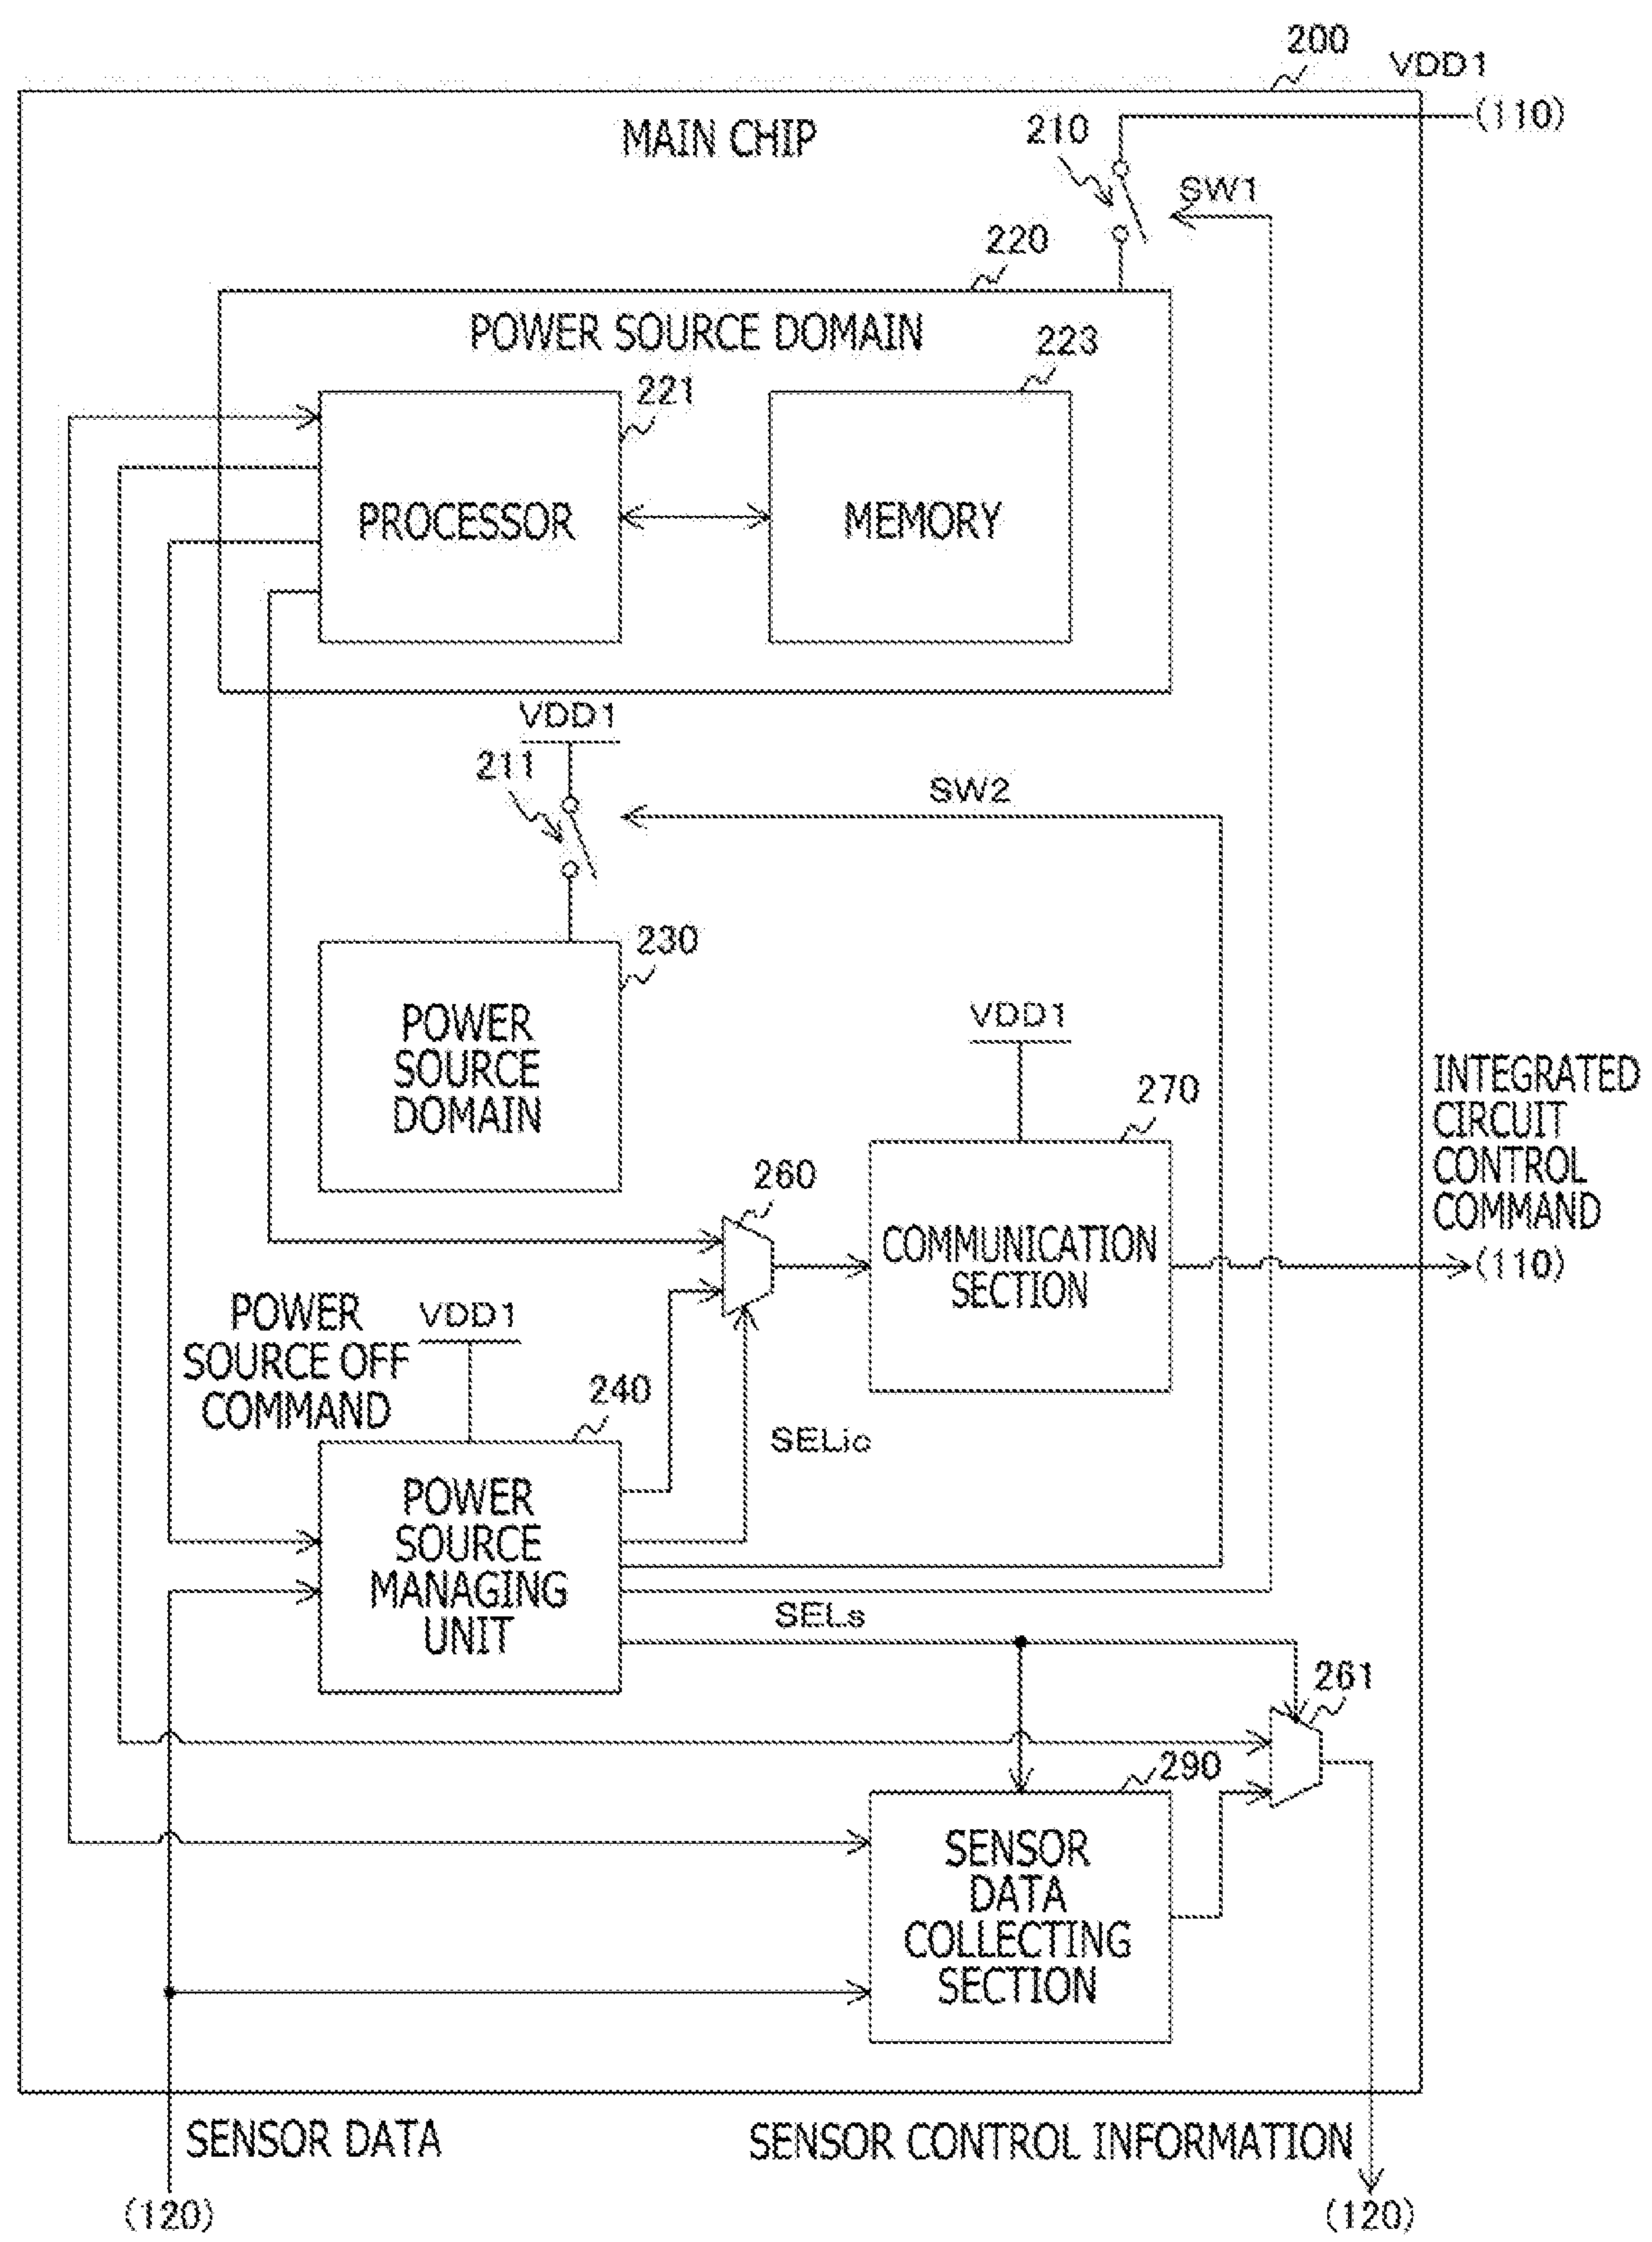 200
VDD1
(110)
MAIN CHIP
210
SW1
220
POWER SOURCE DOMAIN
223
221
PROCESSOR
MEMORY
VDD1
211
SW2
230
POWER
SOURCE
DOMAIN
VDD1
270
INTEGRATED
CIRCUIT
CONTROL
COMMAND
(110)
260
COMMUNICATION
SECTION
POWER
SOURCE OFF
COMMAND
VDD1
240
SELic
POWER
SOURCE
MANAGING
UNIT
SELs
261
290
SENSOR
DATA
COLLECTING
SECTION
SENSOR DATA
SENSOR CONTROL INFORMATION
(120)
(120)